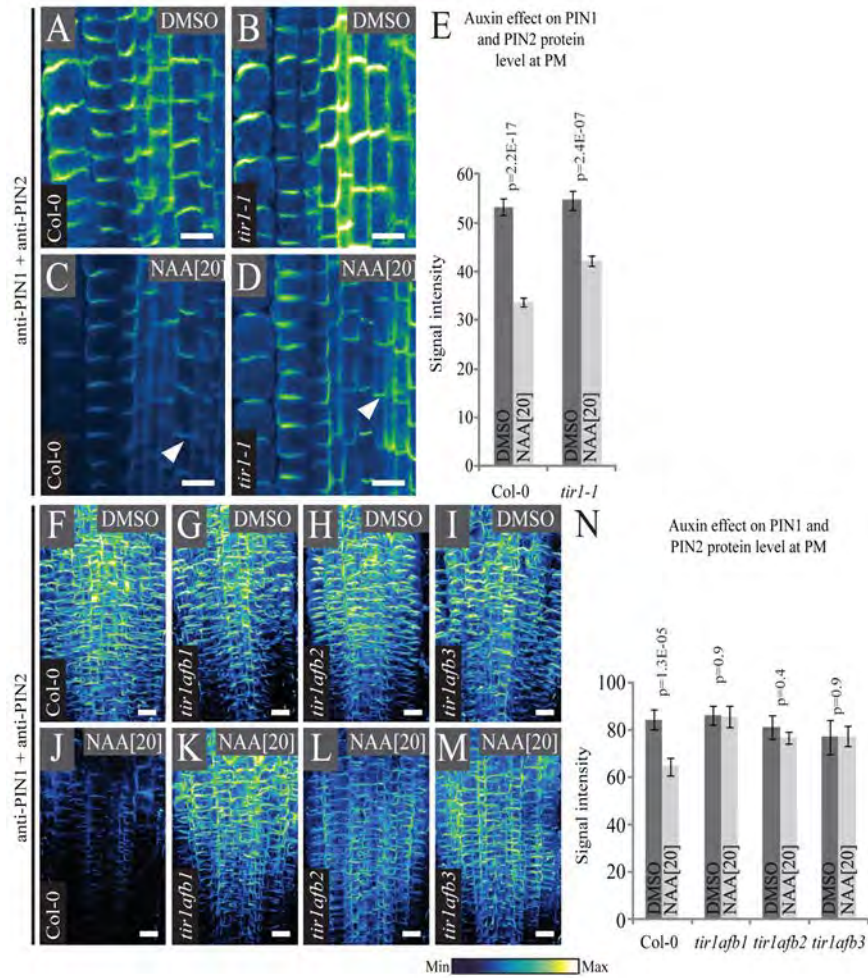 A
DMSO
Col-0
B
DMSO
tir1-1
C
NAA[20]
Col-0
D
NAA[20]
tir1-1
anti-PIN1 + anti-PIN2
E
Auxin effect on PIN1
and PIN2 protein
level at PM
p=2.2E-17
p=2.4E-07
Signal intensity
60
50
40
30
20
10
0
DMSO
NAA[20]
DMSO
NAA[20]
Col-0
tir1-1
F
DMSO
Col-0
G
DMSO
tir1afb1
H
DMSO
tir1afb2
I
DMSO
tir1afb3
J
NAA[20]
Col-0
K
NAA[20]
tir1afb1
L
NAA[20]
tir1afb2
M
NAA[20]
tir1afb3
anti-PIN1 + anti-PIN2
Min
Max
N
Auxin effect on PIN1 and
PIN2 protein level at PM
p=1.3E-05
p=0.9
p=0.4
p=0.9
Signal intensity
100
80
60
40
20
0
DMSO
NAA[20]
DMSO
NAA[20]
DMSO
NAA[20]
DMSO
NAA[20]
Col-0
tir1afb1
tir1afb2
tir1afb3